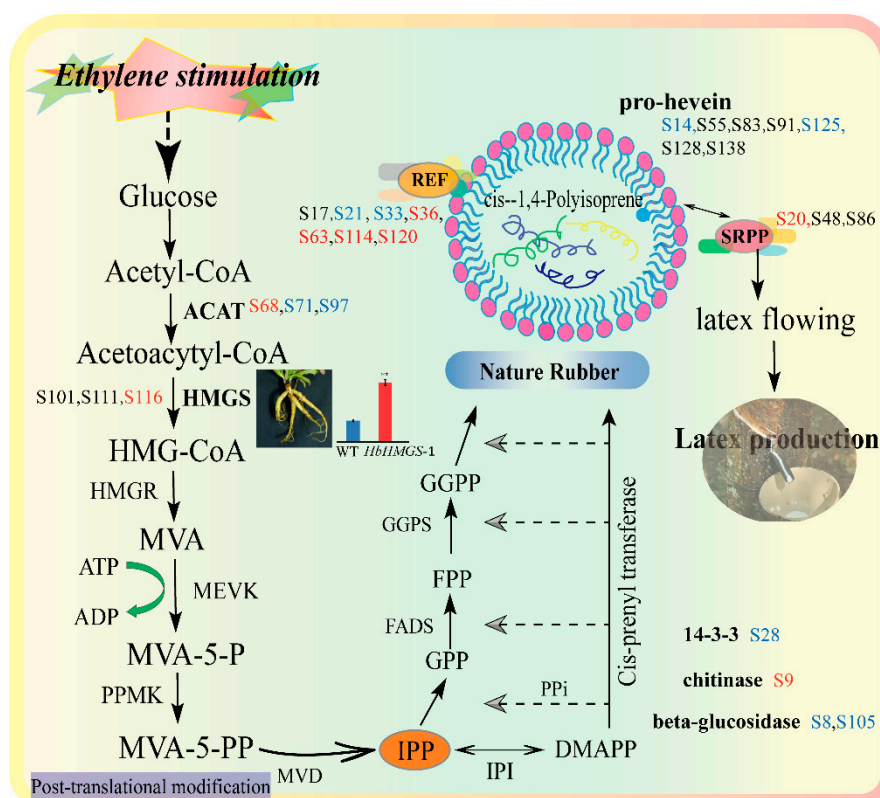 Ethylene stimulation
Glucose
Acetyl-CoA
ACAT S68,S71,S97
Acetoacytyl-CoA
S101,S111,S116 HMGS
WT HbHMGS-1
HMG-CoA
HMGR
MVA
ATP
ADP
MEVK
MVA-5-P
PPMK
MVA-5-PP
MVD
Post-translational modification
IPP
IPI
DMAPP
GPP
FADS
FPP
GGPS
GGPP
PPi
Cis-prenyl transferase
Nature Rubber
REF
S17,S21,S33,S36,
S63,S114,S120
cis--1,4-Polyisoprene
pro-hevein
S14,S55,S83,S91,S125,
S128,S138
SRPP
S20,S48,S86
latex flowing
Latex production
14-3-3 S28
chitinase S9
beta-glucosidase S8,S105